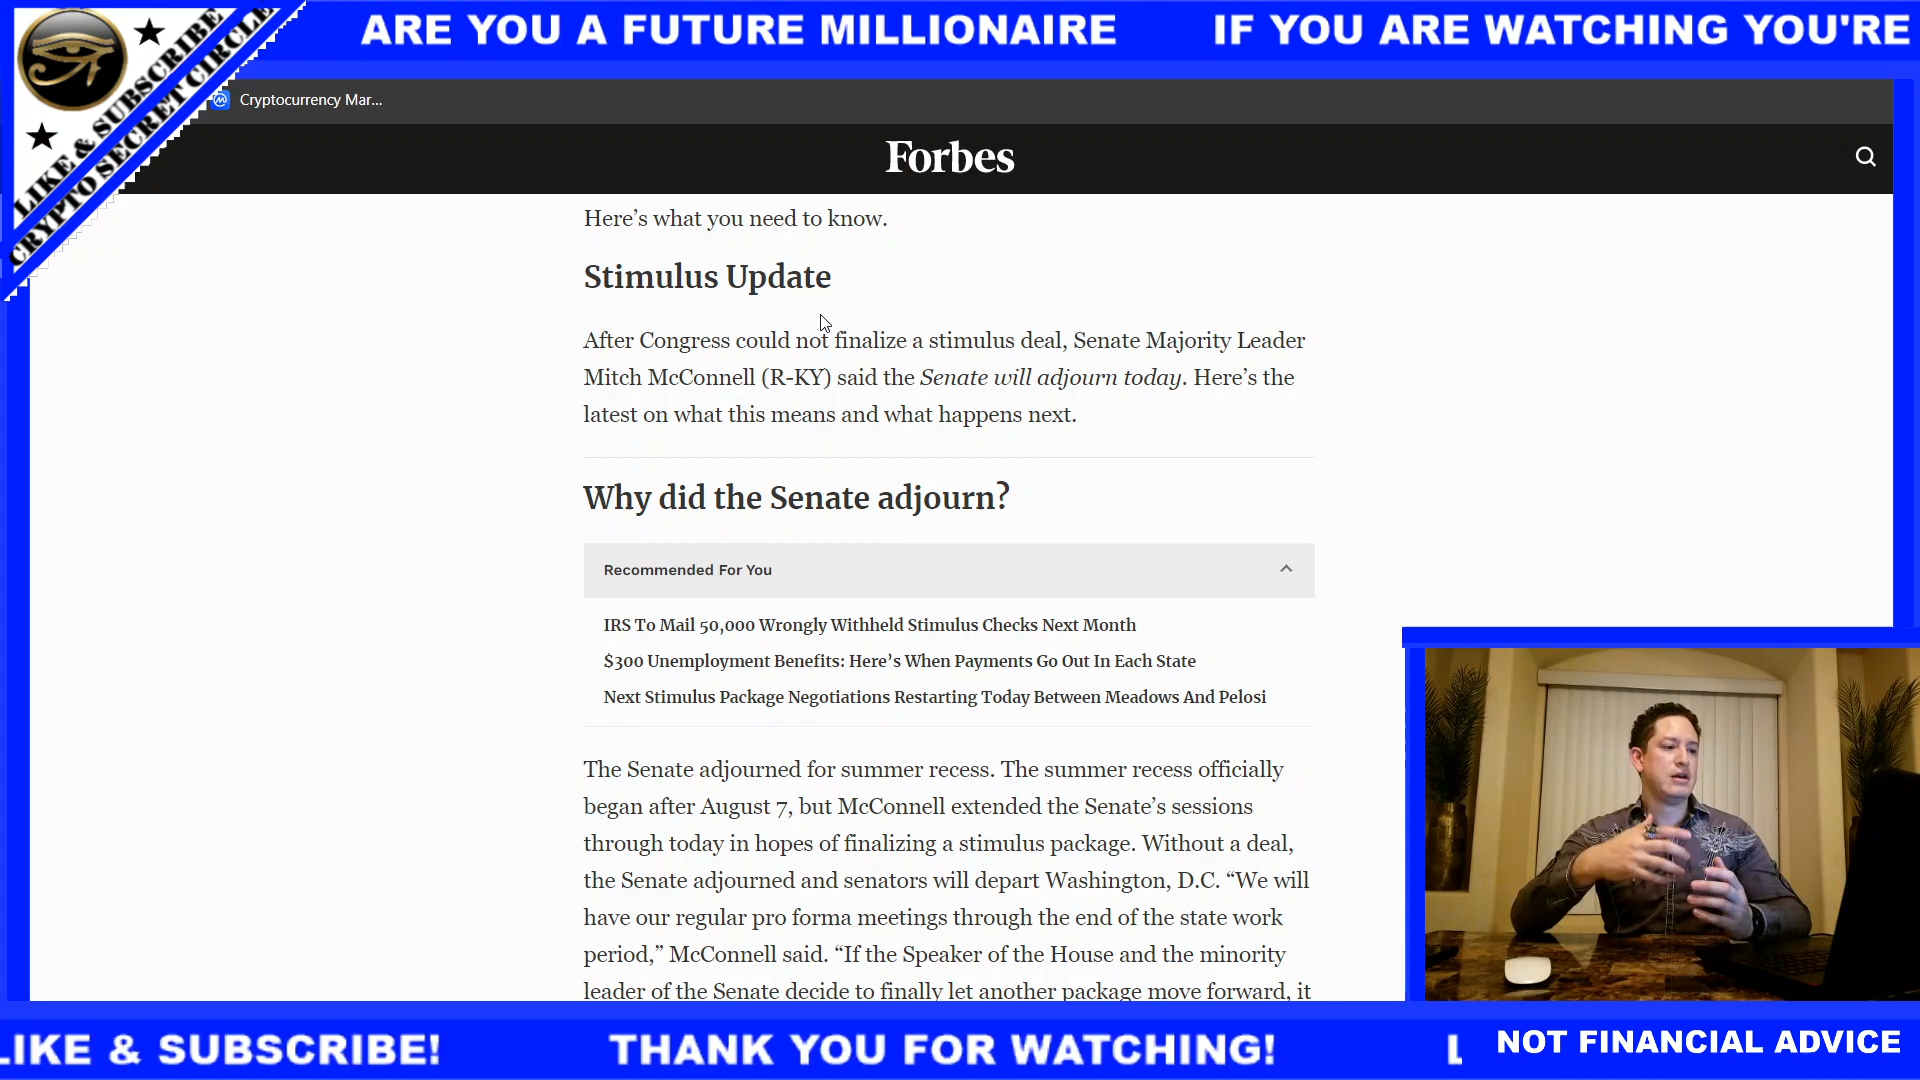 ARE YOU A FUTURE MILLIONAIRE
IF YOU ARE WATCHING YOU'RE
LIKE & SUBSCRIBE
CRYPTO SECRET CIRCLE
Cryptocurrency Mar...
Forbes
Here’s what you need to know.
Stimulus Update
After Congress could not finalize a stimulus deal, Senate Majority Leader
Mitch McConnell (R-KY) said the Senate will adjourn today. Here’s the
latest on what this means and what happens next.
Why did the Senate adjourn?
Recommended For You
IRS To Mail 50,000 Wrongly Withheld Stimulus Checks Next Month
$300 Unemployment Benefits: Here’s When Payments Go Out In Each State
Next Stimulus Package Negotiations Restarting Today Between Meadows And Pelosi
The Senate adjourned for summer recess. The summer recess officially
began after August 7, but McConnell extended the Senate’s sessions
through today in hopes of finalizing a stimulus package. Without a deal,
the Senate adjourned and senators will depart Washington, D.C. “We will
have our regular pro forma meetings through the end of the state work
period,” McConnell said. “If the Speaker of the House and the minority
leader of the Senate decide to finally let another package move forward, it
LIKE & SUBSCRIBE!
THANK YOU FOR WATCHING!
L
NOT FINANCIAL ADVICE